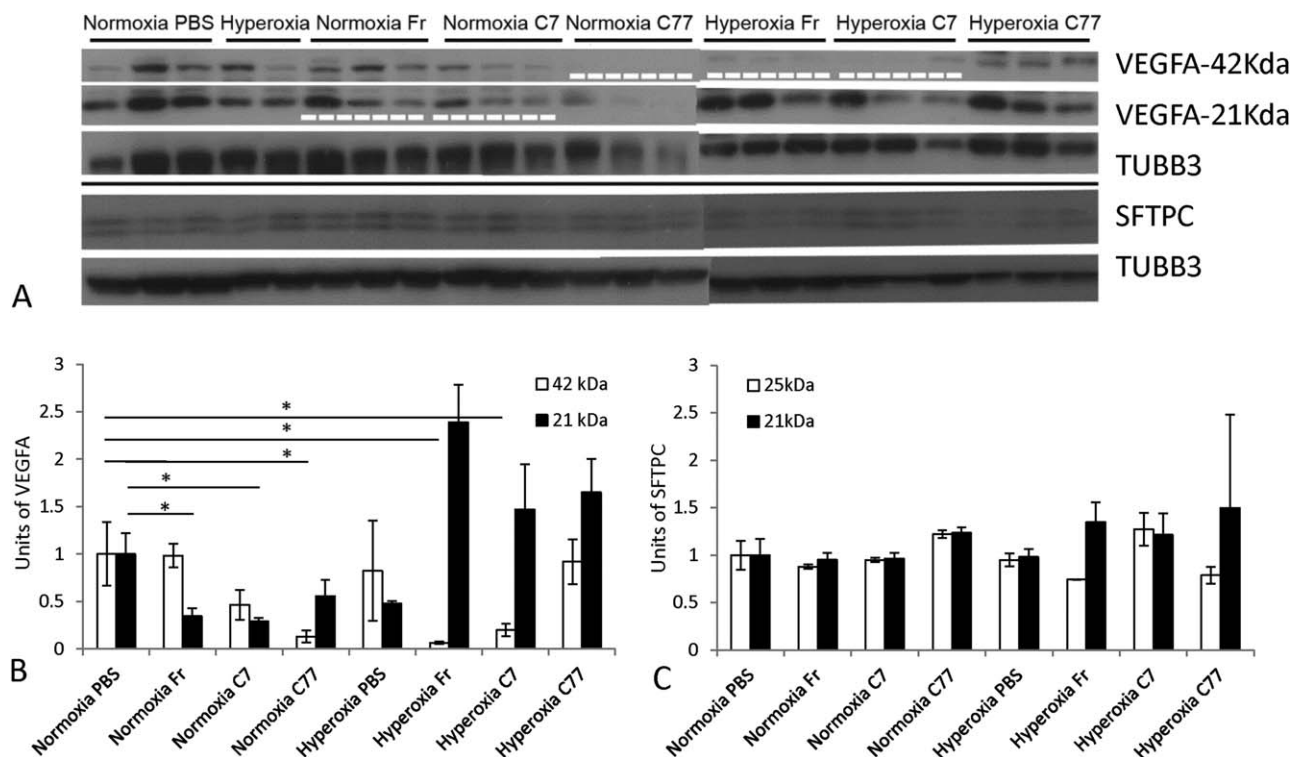 Normoxia PBS Hyperoxia Normoxia Fr Normoxia C7 Normoxia C77 Hyperoxia Fr Hyperoxia C7 Hyperoxia C77
VEGFA-42Kda
VEGFA-21Kda
TUBB3
SFTPC
TUBB3
A
Units of VEGFA
3
2.5
2
1.5
1
0.5
0
42 kDa
21 kDa
*
*
*
*
*
B
Normoxia PBS
Normoxia Fr
Normoxia C7
Normoxia C77
Hyperoxia PBS
Hyperoxia Fr
Hyperoxia C7
Hyperoxia C77
Units of SFTPC
3
2.5
2
1.5
1
0.5
0
25kDa
21kDa
C
Normoxia PBS
Normoxia Fr
Normoxia C7
Normoxia C77
Hyperoxia PBS
Hyperoxia Fr
Hyperoxia C7
Hyperoxia C77